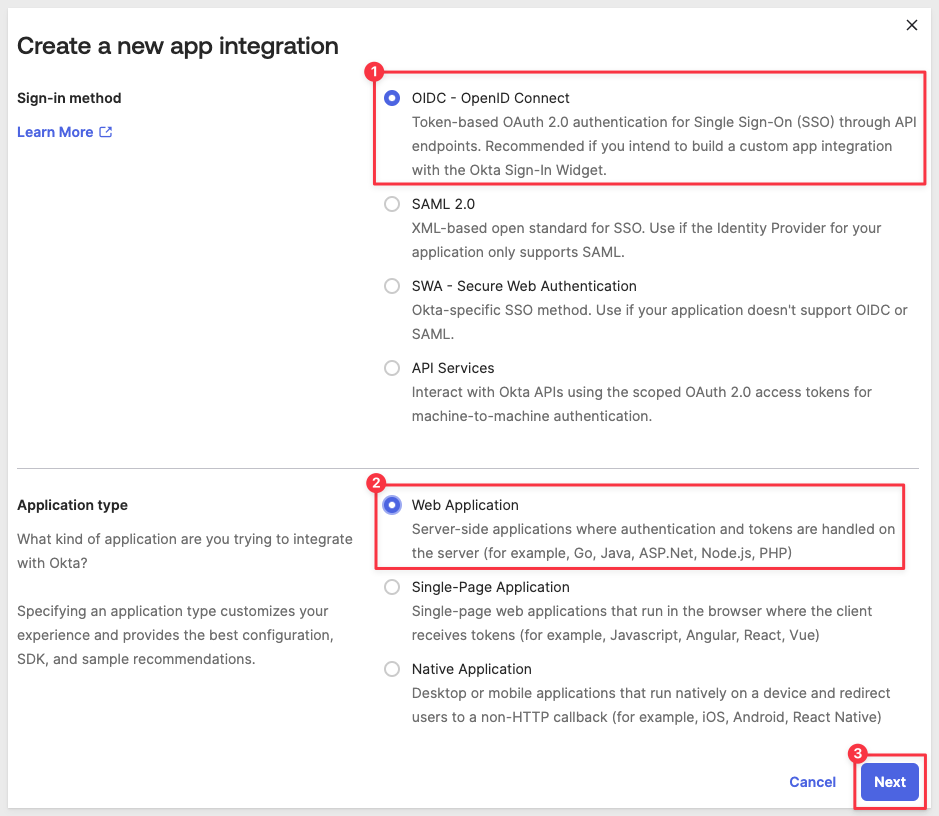 Create a new app integration
Sign-in method
Learn More
1
OIDC - OpenID Connect
Token-based OAuth 2.0 authentication for Single Sign-On (SSO) through API
endpoints. Recommended if you intend to build a custom app integration
with the Okta Sign-In Widget.
SAML 2.0
XML-based open standard for SSO. Use if the Identity Provider for your
application only supports SAML.
SWA - Secure Web Authentication
Okta-specific SSO method. Use if your application doesn't support OIDC or
SAML.
API Services
Interact with Okta APIs using the scoped OAuth 2.0 access tokens for
machine-to-machine authentication.
Application type
What kind of application are you trying to integrate
with Okta?
Specifying an application type customizes your
experience and provides the best configuration,
SDK, and sample recommendations.
2
Web Application
Server-side applications where authentication and tokens are handled on
the server (for example, Go, Java, ASP.Net, Node.js, PHP)
Single-Page Application
Single-page web applications that run in the browser where the client
receives tokens (for example, Javascript, Angular, React, Vue)
Native Application
Desktop or mobile applications that run natively on a device and redirect
users to a non-HTTP callback (for example, iOS, Android, React Native)
Cancel
3
Next